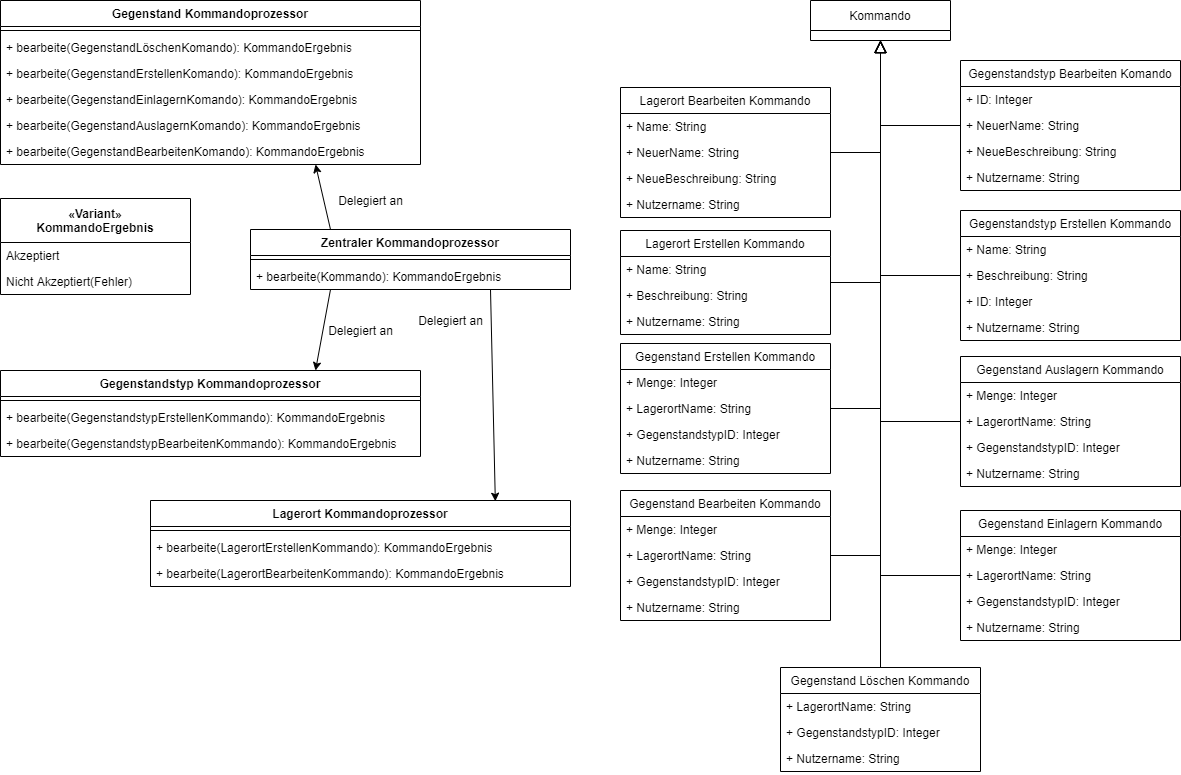 Gegenstand Kommandoprozessor
+ bearbeite(GegenstandLöschenKomando): KommandoErgebnis
+ bearbeite(GegenstandErstellenKomando): KommandoErgebnis
+ bearbeite(GegenstandEinlagernKomando): KommandoErgebnis
+ bearbeite(GegenstandAuslagernKomando): KommandoErgebnis
+ bearbeite(GegenstandBearbeitenKomando): KommandoErgebnis
Delegiert an
«Variant»
KommandoErgebnis
Akzeptiert
Nicht Akzeptiert(Fehler)
Zentraler Kommandoprozessor
+ bearbeite(Kommando): KommandoErgebnis
Delegiert an
Delegiert an
Gegenstandstyp Kommandoprozessor
+ bearbeite(GegenstandstypErstellenKommando): KommandoErgebnis
+ bearbeite(GegenstandstypBearbeitenKommando): KommandoErgebnis
Lagerort Kommandoprozessor
+ bearbeite(LagerortErstellenKommando): KommandoErgebnis
+ bearbeite(LagerortBearbeitenKommando): KommandoErgebnis
Kommando
Lagerort Bearbeiten Kommando
+ Name: String
+ NeuerName: String
+ NeueBeschreibung: String
+ Nutzername: String
Lagerort Erstellen Kommando
+ Name: String
+ Beschreibung: String
+ Nutzername: String
Gegenstand Erstellen Kommando
+ Menge: Integer
+ LagerortName: String
+ GegenstandstypID: Integer
+ Nutzername: String
Gegenstand Bearbeiten Kommando
+ Menge: Integer
+ LagerortName: String
+ GegenstandstypID: Integer
+ Nutzername: String
Gegenstandstyp Bearbeiten Komando
+ ID: Integer
+ NeuerName: String
+ NeueBeschreibung: String
+ Nutzername: String
Gegenstandstyp Erstellen Kommando
+ Name: String
+ Beschreibung: String
+ ID: Integer
+ Nutzername: String
Gegenstand Auslagern Kommando
+ Menge: Integer
+ LagerortName: String
+ GegenstandstypID: Integer
+ Nutzername: String
Gegenstand Einlagern Kommando
+ Menge: Integer
+ LagerortName: String
+ GegenstandstypID: Integer
+ Nutzername: String
Gegenstand Löschen Kommando
+ LagerortName: String
+ GegenstandstypID: Integer
+ Nutzername: String